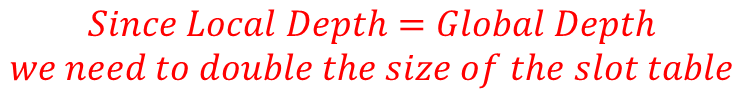 Since Local Depth = Global Depth
we need to double the size of the slot table